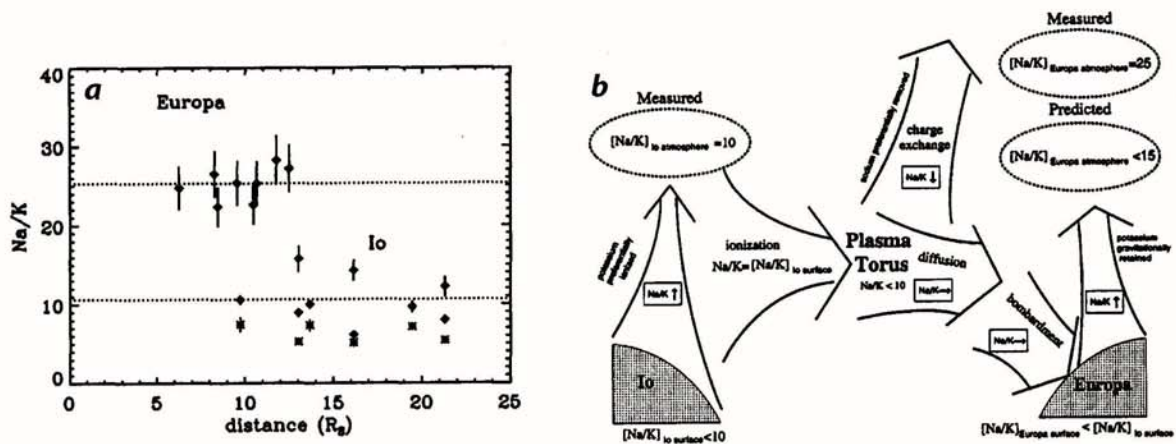 a
Europa
Io
Na/K
40
30
20
10
0
0 5 10 15 20 25
distance (Rs)
b
Measured
[Na/K] Io atmosphere =10
potassium preferentially ionized
Na/K ↑
Io
[Na/K] Io surface <10
ionization
Na/K=[Na/K] Io surface
Plasma
Torus
Na/K <10
sodium preferentially removed
charge
exchange
Na/K ↓
diffusion
Na/K→
bombardment
Na/K→
Measured
[Na/K] Europa atmosphere =25
Predicted
[Na/K] Europa atmosphere <15
potassium
gravitationally
retained
Na/K ↑
Europa
[Na/K] Europa surface < [Na/K] Io surface